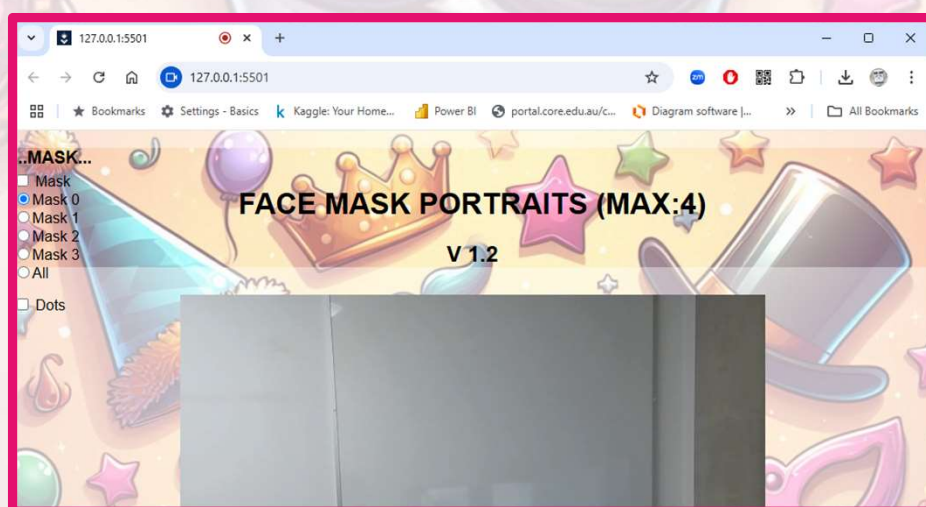 127.0.0.1:5501
127.0.0.1:5501
zm
Bookmarks
Settings - Basics
k Kaggle: Your Home...
Power BI
portal.core.edu.au/c...
Diagram software |...
»
All Bookmarks
..MASK...
Mask
Mask 0
Mask 1
Mask 2
Mask 3
All
Dots
FACE MASK PORTRAITS (MAX:4)
V 1.2